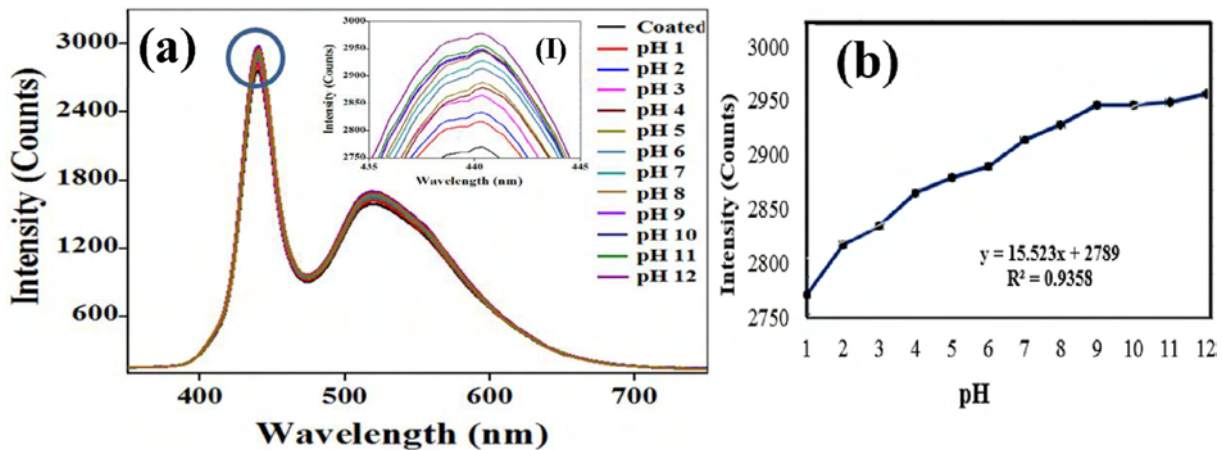 (a)
Intensity (Counts)
3000
2400
1800
1200
600
400
500
600
700
Wavelength (nm)
(I)
Intensity (Counts)
3000
2950
2900
2850
2800
2750
435
440
445
Wavelength (nm)
Coated
pH 1
pH 2
pH 3
pH 4
pH 5
pH 6
pH 7
pH 8
pH 9
pH 10
pH 11
pH 12
(b)
Intensity (Counts)
3000
2950
2900
2850
2800
2750
y = 15.523x + 2789
R² = 0.9358
1 2 3 4 5 6 7 8 9 10 11 12
pH